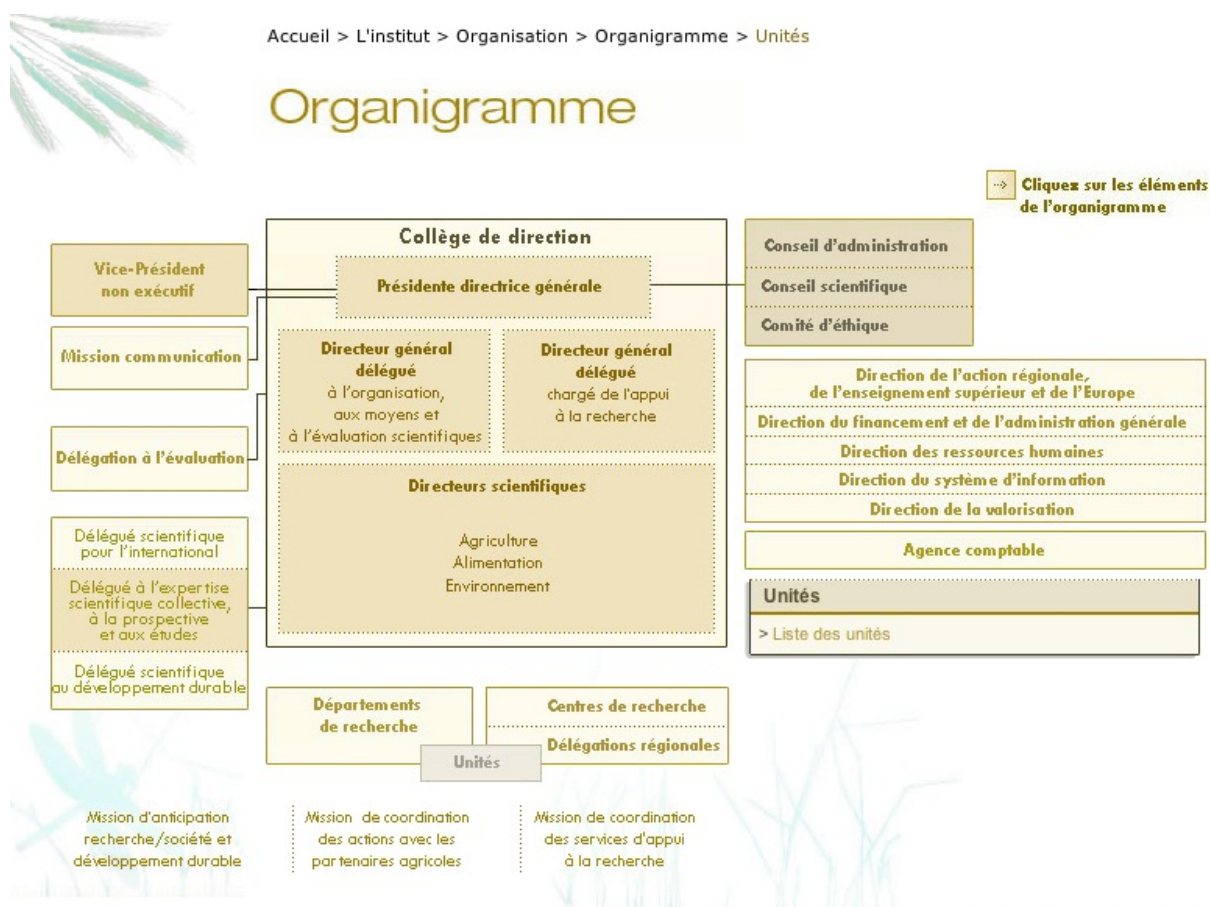 Accueil > L'institut > Organisation > Organigramme > Unités
Organigramme
Cliquez sur les éléments
de l'organigramme
Collège de direction
Vice-Président
non exécutif
Présidente directrice générale
Conseil d'administration
Conseil scientifique
Comité d'éthique
Mission communication
Directeur général
délégué
à l'organisation,
aux moyens et
à l'évaluation scientifiques
Directeur général
délégué
chargé de l'appui
à la recherche
Direction de l'action régionale,
de l'enseignement supérieur et de l'Europe
Direction du financement et de l'administration générale
Direction des ressources humaines
Direction du système d'information
Direction de la valorisation
Délégation à l'évaluation
Directeurs scientifiques
Agriculture
Alimentation
Environnement
Agence comptable
Délégué scientifique
pour l'international
Délégué à l'expertise
scientifique collective,
à la prospective
et aux études
Délégué scientifique
au développement durable
Unités
> Liste des unités
Départements
de recherche
Centres de recherche
Délégations régionales
Unités
Mission d'anticipation
recherche/société et
développement durable
Mission de coordination
des actions avec les
partenaires agricoles
Mission de coordination
des services d'appui
à la recherche